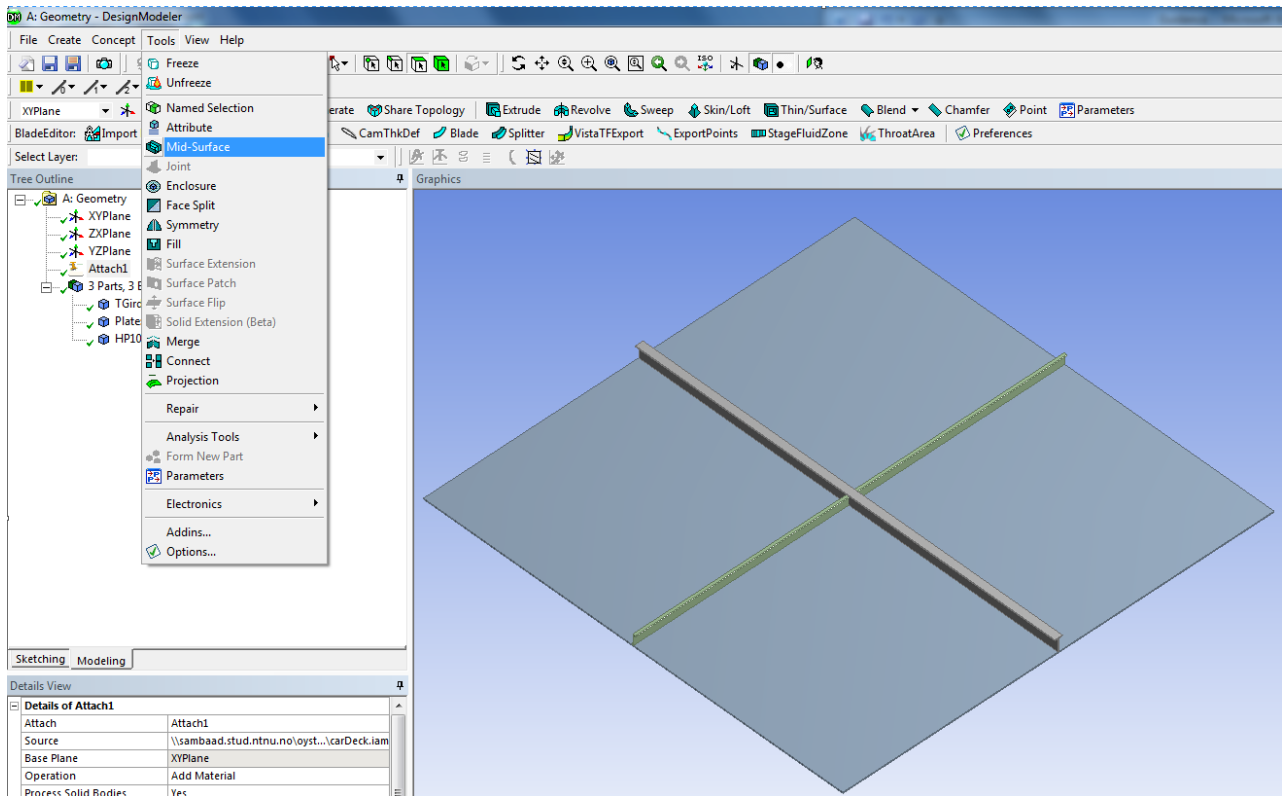 A: Geometry - DesignModeler
File Create Concept Tools View Help
XYPlane
erate Share Topology Extrude Revolve Sweep Skin/Loft Thin/Surface Blend Chamfer Point Parameters
BladeEditor: Import
CamThkDef Blade Splitter VistaTFExport ExportPoints StageFluidZone ThroatArea Preferences
Select Layer:
Freeze
Unfreeze
Named Selection
Attribute
Mid-Surface
Joint
Enclosure
Face Split
Symmetry
Fill
Surface Extension
Surface Patch
Surface Flip
Solid Extension (Beta)
Merge
Connect
Projection
Repair
Analysis Tools
Form New Part
Parameters
Electronics
Addins...
Options...
Tree Outline
A: Geometry
XYPlane
ZXPlane
YZPlane
Attach1
3 Parts, 3 B
TGiro
Plate
HP10
Sketching Modeling
Details View
Details of Attach1
Attach Attach1
Source \\sambaad.stud.ntnu.no\oyst...\carDeck.iam
Base Plane XYPlane
Operation Add Material
Process Solid Bodies Yes
Graphics
ISO